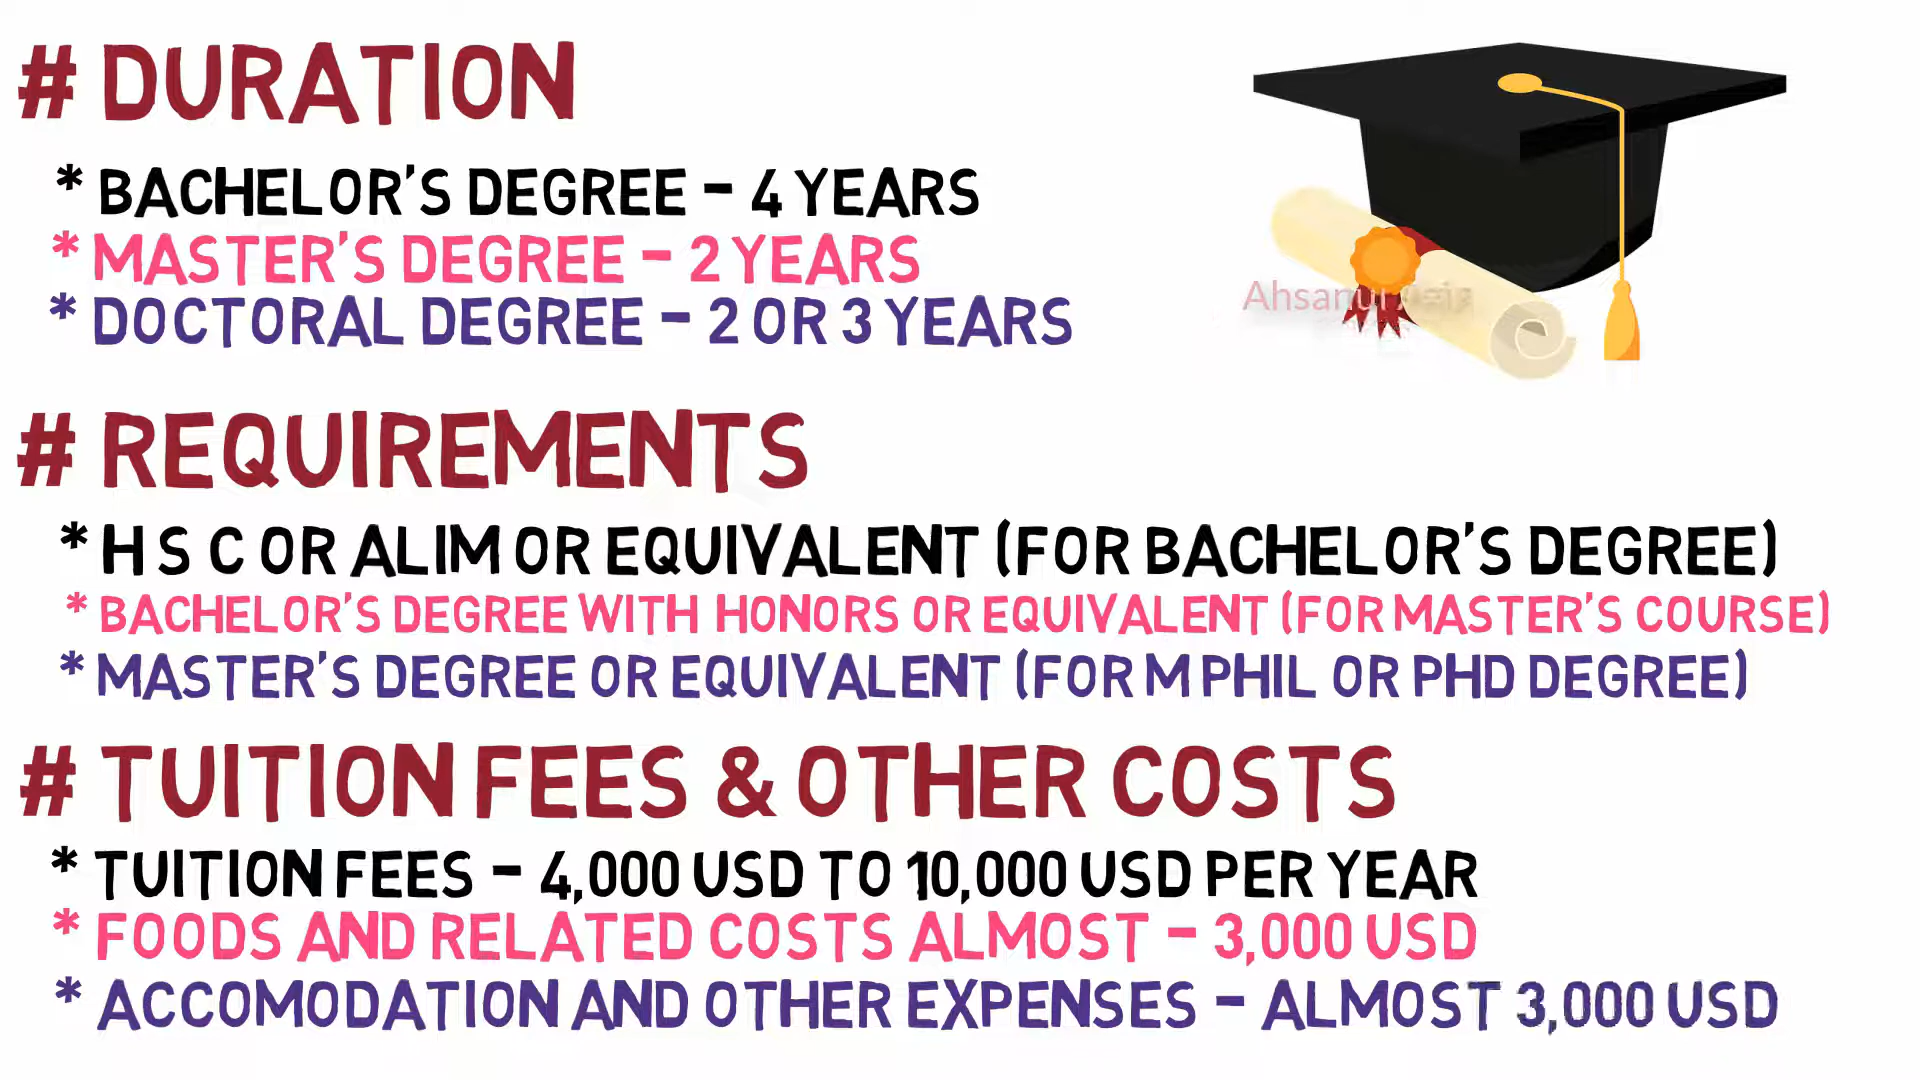 # DURATION
* BACHELOR'S DEGREE - 4 YEARS
* MASTER'S DEGREE - 2 YEARS
* DOCTORAL DEGREE - 2 OR 3 YEARS
# REQUIREMENTS
* H S C OR ALIM OR EQUIVALENT (FOR BACHELOR'S DEGREE)
* BACHELOR'S DEGREE WITH HONORS OR EQUIVALENT (FOR MASTER'S COURSE)
* MASTER'S DEGREE OR EQUIVALENT (FOR M PHIL OR PHD DEGREE)
# TUITION FEES & OTHER COSTS
* TUITION FEES - 4,000 USD TO 10,000 USD PER YEAR
* FOODS AND RELATED COSTS ALMOST - 3,000 USD
* ACCOMODATION AND OTHER EXPENSES - ALMOST 3,000 USD